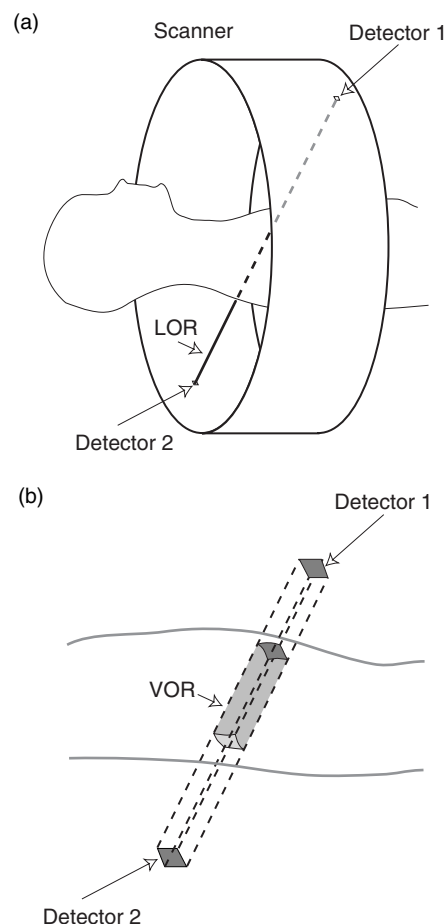 (a)
Scanner
Detector 1
LOR
Detector 2
(b)
Detector 1
VOR
Detector 2